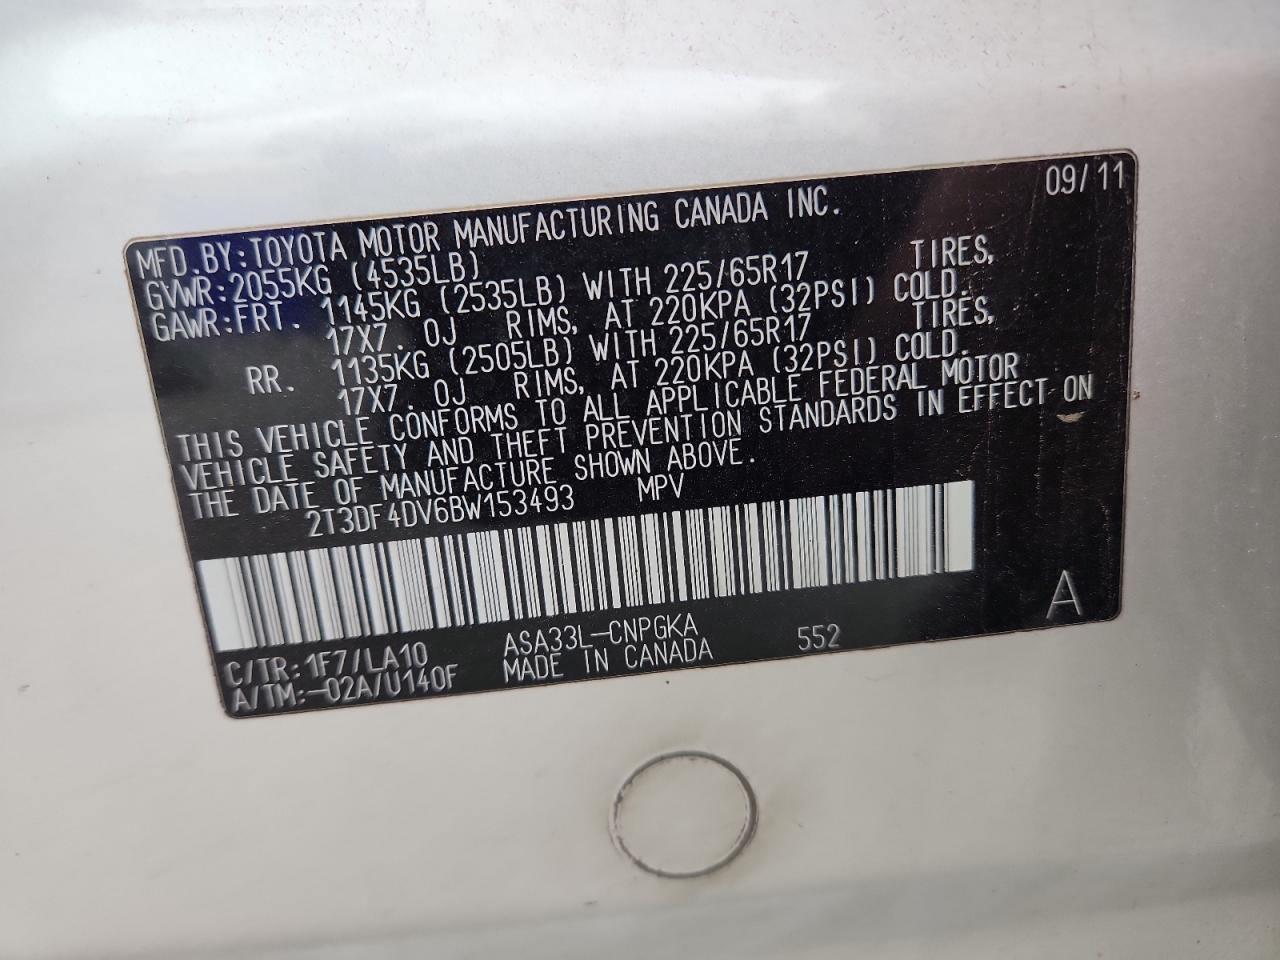 09/11
MFD.BY:TOYOTA MOTOR MANUFACTURING CANADA INC.
GVWR:2055KG (4535LB)
GAWR:FRT. 1145KG (2535LB) WITH 225/65R17 TIRES,
17X7. 0J RIMS, AT 220KPA (32PSI) COLD.
RR. 1135KG (2505LB) WITH 225/65R17 TIRES,
17X7. 0J RIMS, AT 220KPA (32PSI) COLD.
THIS VEHICLE CONFORMS TO ALL APPLICABLE FEDERAL MOTOR
VEHICLE SAFETY AND THEFT PREVENTION STANDARDS IN EFFECT ON
THE DATE OF MANUFACTURE SHOWN ABOVE.
2T3DF4DV6BW153493 MPV
A
C/TR:1F7/LA10 ASA33L-CNPGKA 552
A/TM:-02A/U140F MADE IN CANADA